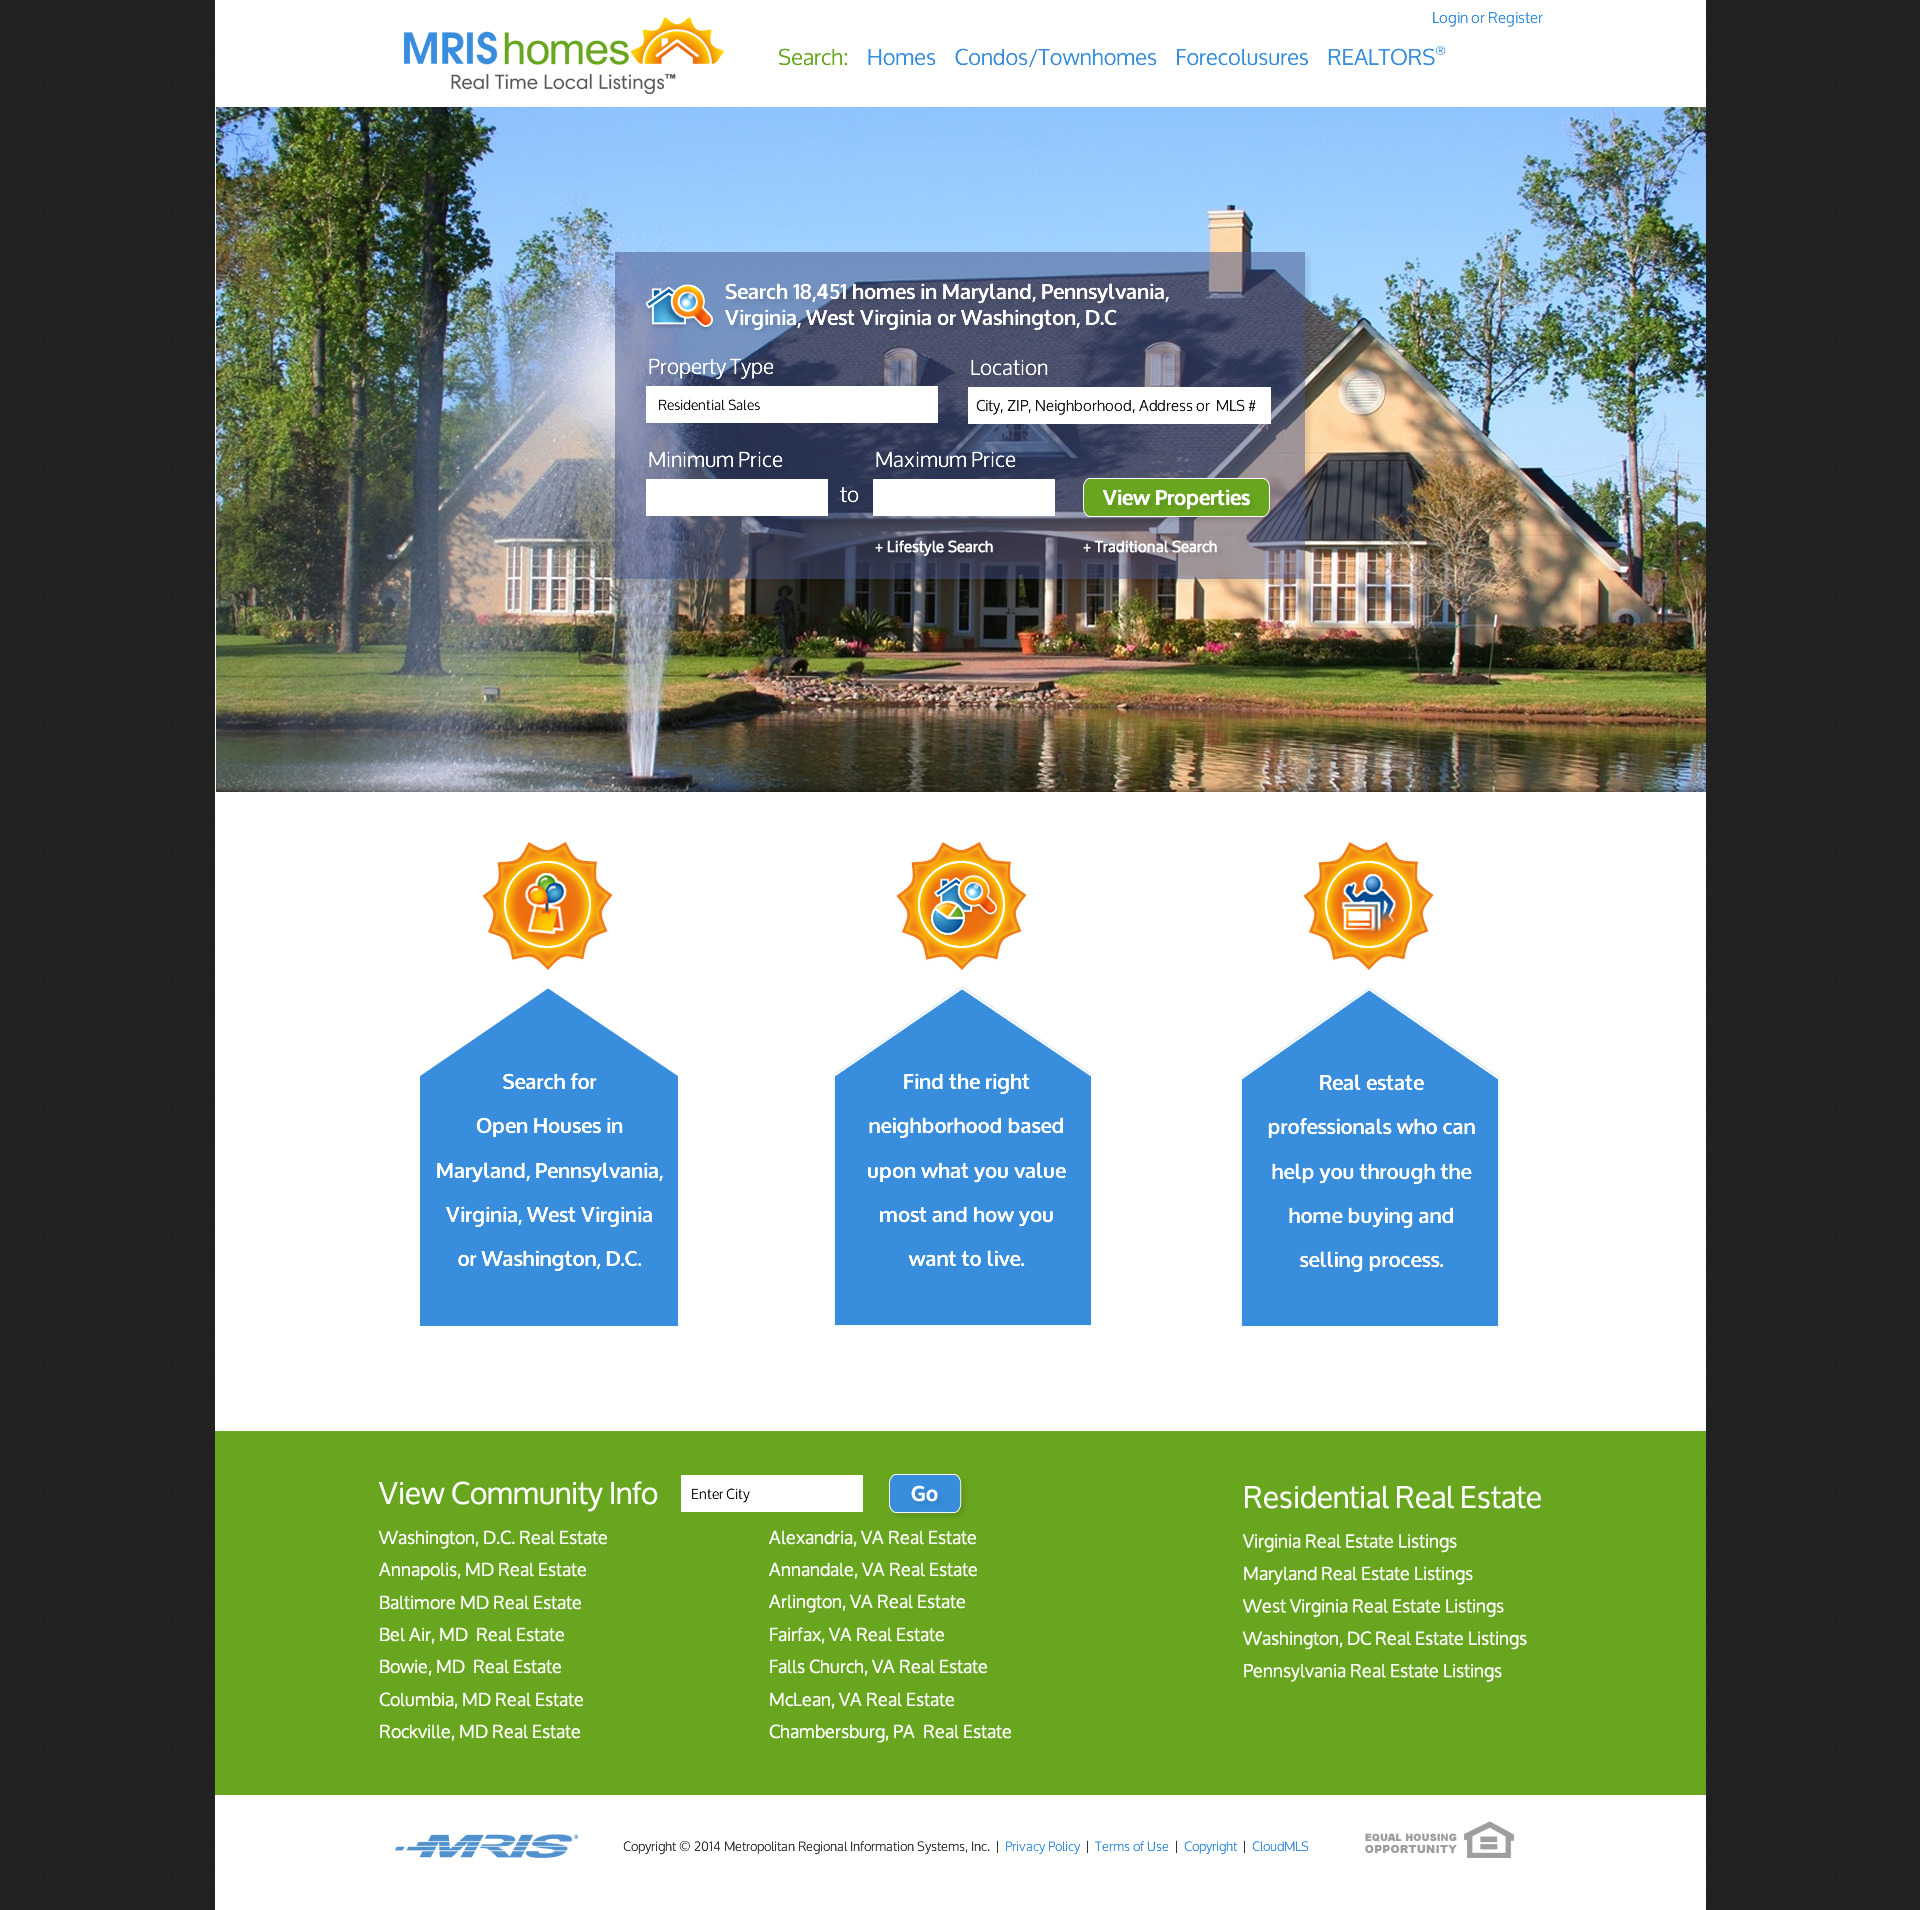 Login or Register
MRIS homes
Real Time Local Listings™
Search: Homes Condos/Townhomes Forecolusures REALTORS®
Search 18,451 homes in Maryland, Pennsylvania,
Virginia, West Virginia or Washington, D.C
Property Type Location
Residential Sales City, ZIP, Neighborhood, Address or MLS #
Minimum Price Maximum Price
to View Properties
+ Lifestyle Search + Traditional Search
Search for
Open Houses in
Maryland, Pennsylvania,
Virginia, West Virginia
or Washington, D.C.
Find the right
neighborhood based
upon what you value
most and how you
want to live.
Real estate
professionals who can
help you through the
home buying and
selling process.
View Community Info Enter City Go
Washington, D.C. Real Estate
Annapolis, MD Real Estate
Baltimore MD Real Estate
Bel Air, MD Real Estate
Bowie, MD Real Estate
Columbia, MD Real Estate
Rockville, MD Real Estate
Alexandria, VA Real Estate
Annandale, VA Real Estate
Arlington, VA Real Estate
Fairfax, VA Real Estate
Falls Church, VA Real Estate
McLean, VA Real Estate
Chambersburg, PA Real Estate
Residential Real Estate
Virginia Real Estate Listings
Maryland Real Estate Listings
West Virginia Real Estate Listings
Washington, DC Real Estate Listings
Pennsylvania Real Estate Listings
MRIS®
Copyright © 2014 Metropolitan Regional Information Systems, Inc. | Privacy Policy | Terms of Use | Copyright | CloudMLS
EQUAL HOUSING
OPPORTUNITY